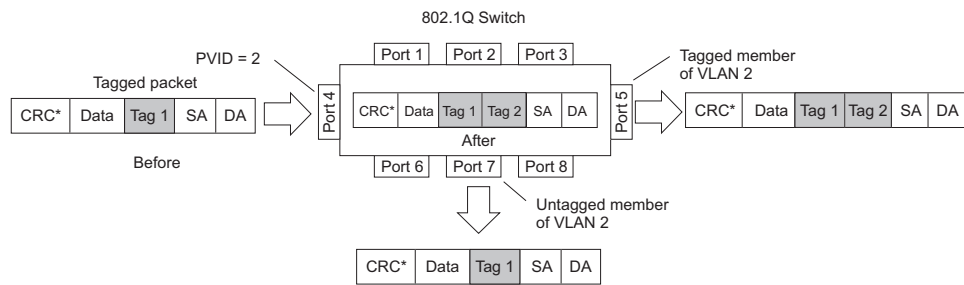 802.1Q Switch
Port 1
Port 2
Port 3
PVID = 2
Tagged member
of VLAN 2
Tagged packet
CRC* Data Tag 1 SA DA
Port 4
CRC* Data Tag 1 Tag 2 SA DA
Port 5
CRC* Data Tag 1 Tag 2 SA DA
After
Before
Port 6
Port 7
Port 8
Untagged member
of VLAN 2
CRC* Data Tag 1 SA DA